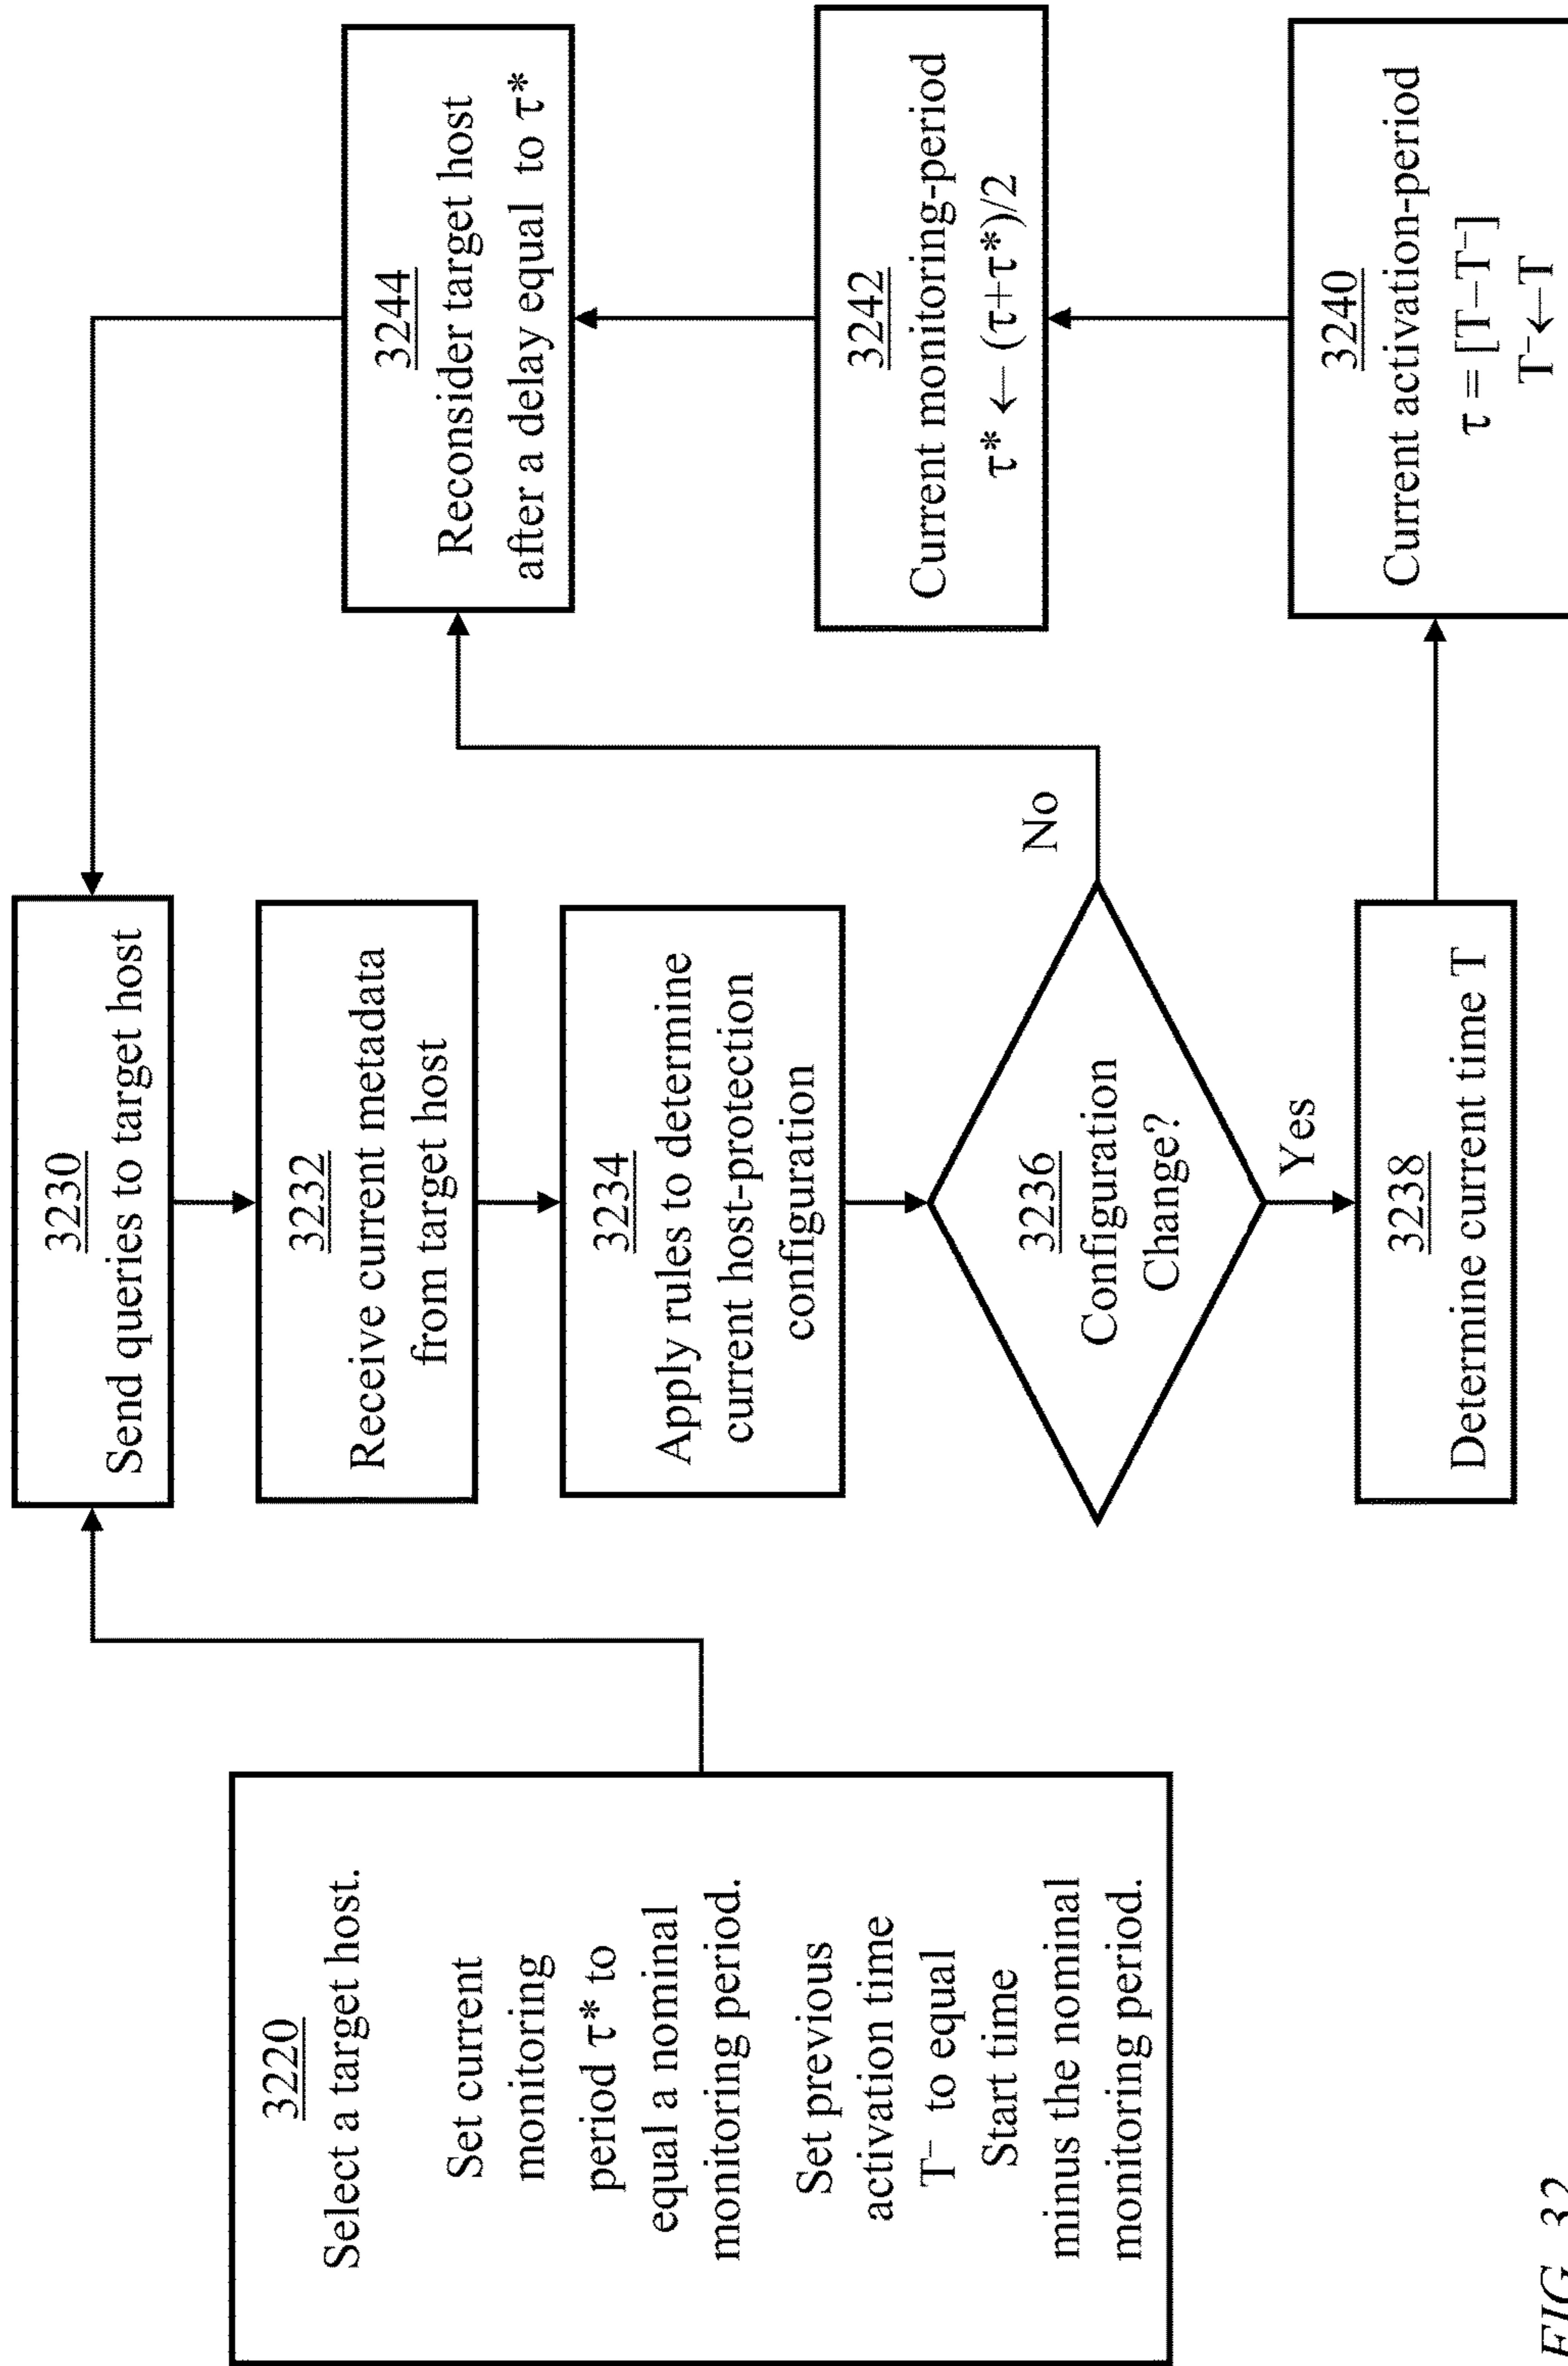 3220
Select a target host.
Set current
monitoring
period τ* to
equal a nominal
monitoring period.
Set previous
activation time
T⁻ to equal
Start time
minus the nominal
monitoring period.
3230
Send queries to target host
3232
Receive current metadata
from target host
3234
Apply rules to determine
current host-protection
configuration
3236
Configuration
Change?
No
Yes
3238
Determine current time T
3240
Current activation-period
τ = [T−T⁻]
T⁻←T
3242
Current monitoring-period
τ* ← (τ+τ*)/2
3244
Reconsider target host
after a delay equal to τ*
FIG. 32